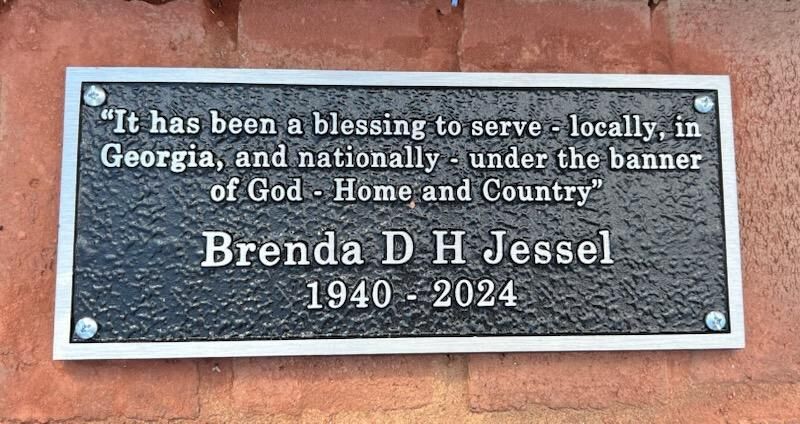 “It has been a blessing to serve - locally, in
Georgia, and nationally - under the banner
of God - Home and Country”
Brenda D H Jessel
1940 - 2024